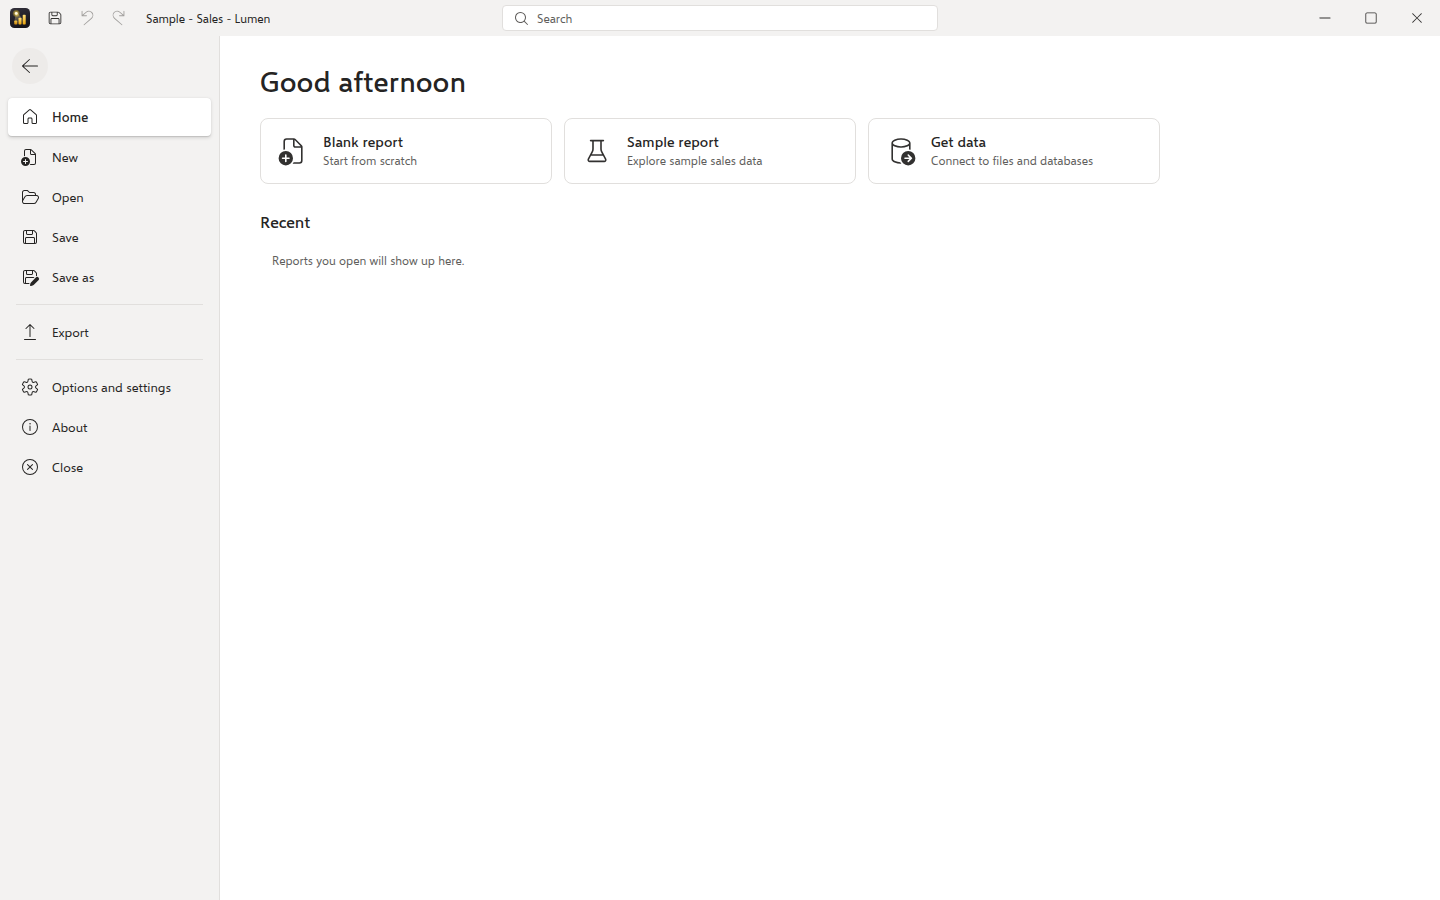 Sample - Sales - Lumen
Search
Home
New
Open
Save
Save as
Export
Options and settings
About
Close
Good afternoon
Blank report
Start from scratch
Sample report
Explore sample sales data
Get data
Connect to files and databases
Recent
Reports you open will show up here.